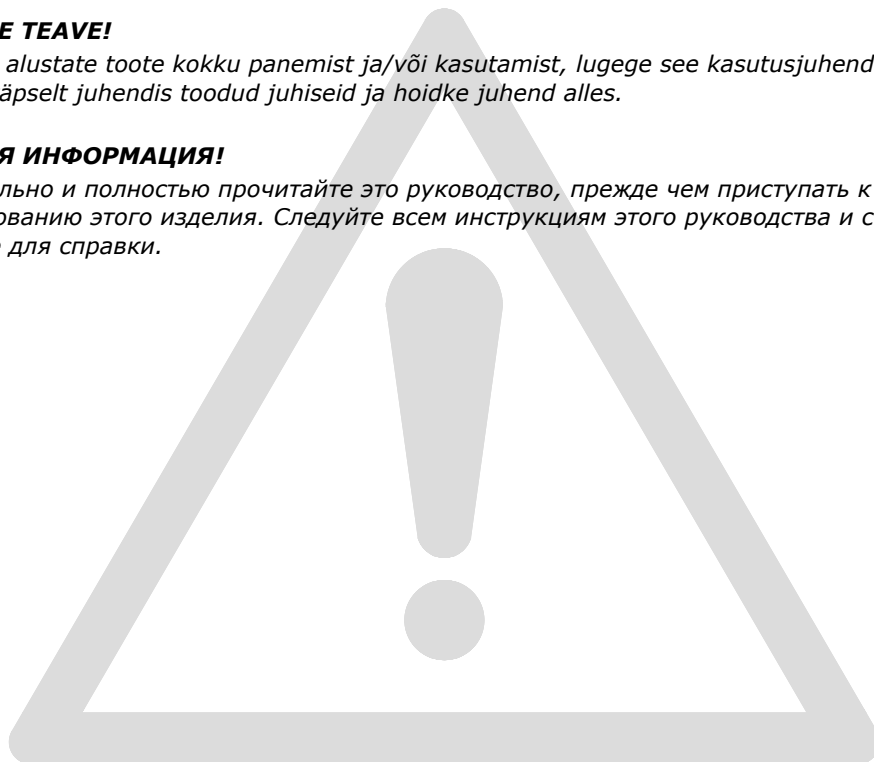 E TEAVE!
alustate toote kokku panemist ja/või kasutamist, lugege see kasutusjuhend
äpselt juhendis toodud juhiseid ja hoidke juhend alles.
Я ИНФОРМАЦИЯ!
льно и полностью прочитайте это руководство, прежде чем приступать к
ованию этого изделия. Следуйте всем инструкциям этого руководства и с
для справки.